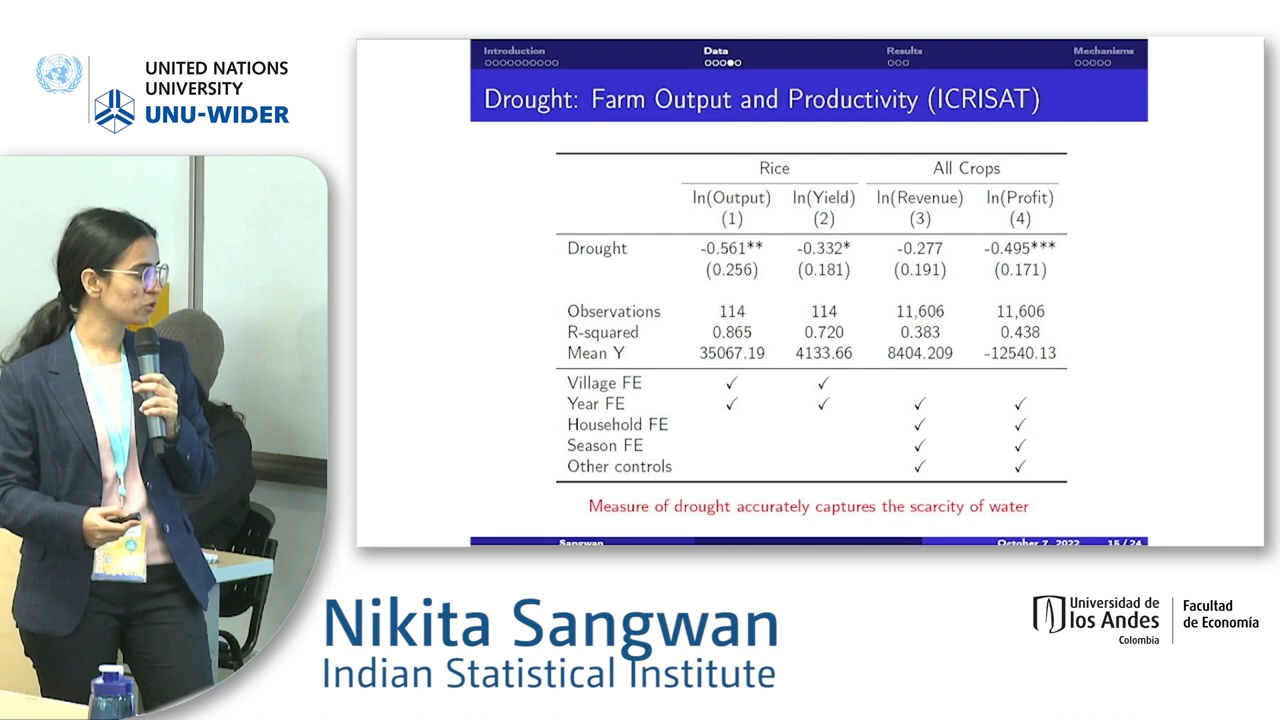 UNITED NATIONS
UNIVERSITY
UNU-WIDER
Introduction Data Results Mechanisms
Drought: Farm Output and Productivity (ICRISAT)
Rice All Crops
ln(Output) ln(Yield) ln(Revenue) ln(Profit)
(1) (2) (3) (4)
Drought -0.561** -0.332* -0.277 -0.495***
(0.256) (0.181) (0.191) (0.171)
Observations 114 114 11,606 11,606
R-squared 0.865 0.720 0.383 0.438
Mean Y 35067.19 4133.66 8404.209 -12540.13
Village FE ✓ ✓
Year FE ✓ ✓ ✓ ✓
Household FE ✓ ✓
Season FE ✓ ✓
Other controls ✓ ✓
Measure of drought accurately captures the scarcity of water
Sangwan October 7, 2022 15 / 24
Nikita Sangwan
Indian Statistical Institute
Universidad de
los Andes
Colombia
Facultad
de Economía